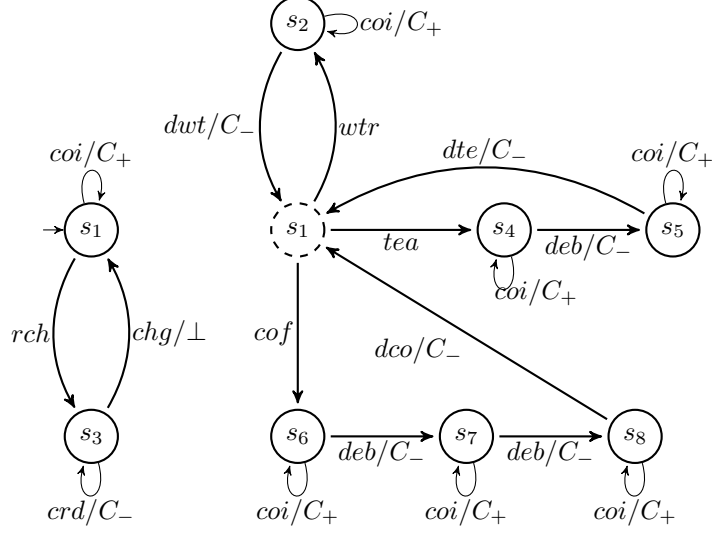 s₂
coi/C₊
dwt/C₋
wtr
dte/C₋
coi/C₊
coi/C₊
s₁
s₁
tea
s₄
deb/C₋
s₅
coi/C₊
rch
chg/⊥
cof
dco/C₋
s₃
s₆
deb/C₋
s₇
deb/C₋
s₈
crd/C₋
coi/C₊
coi/C₊
coi/C₊